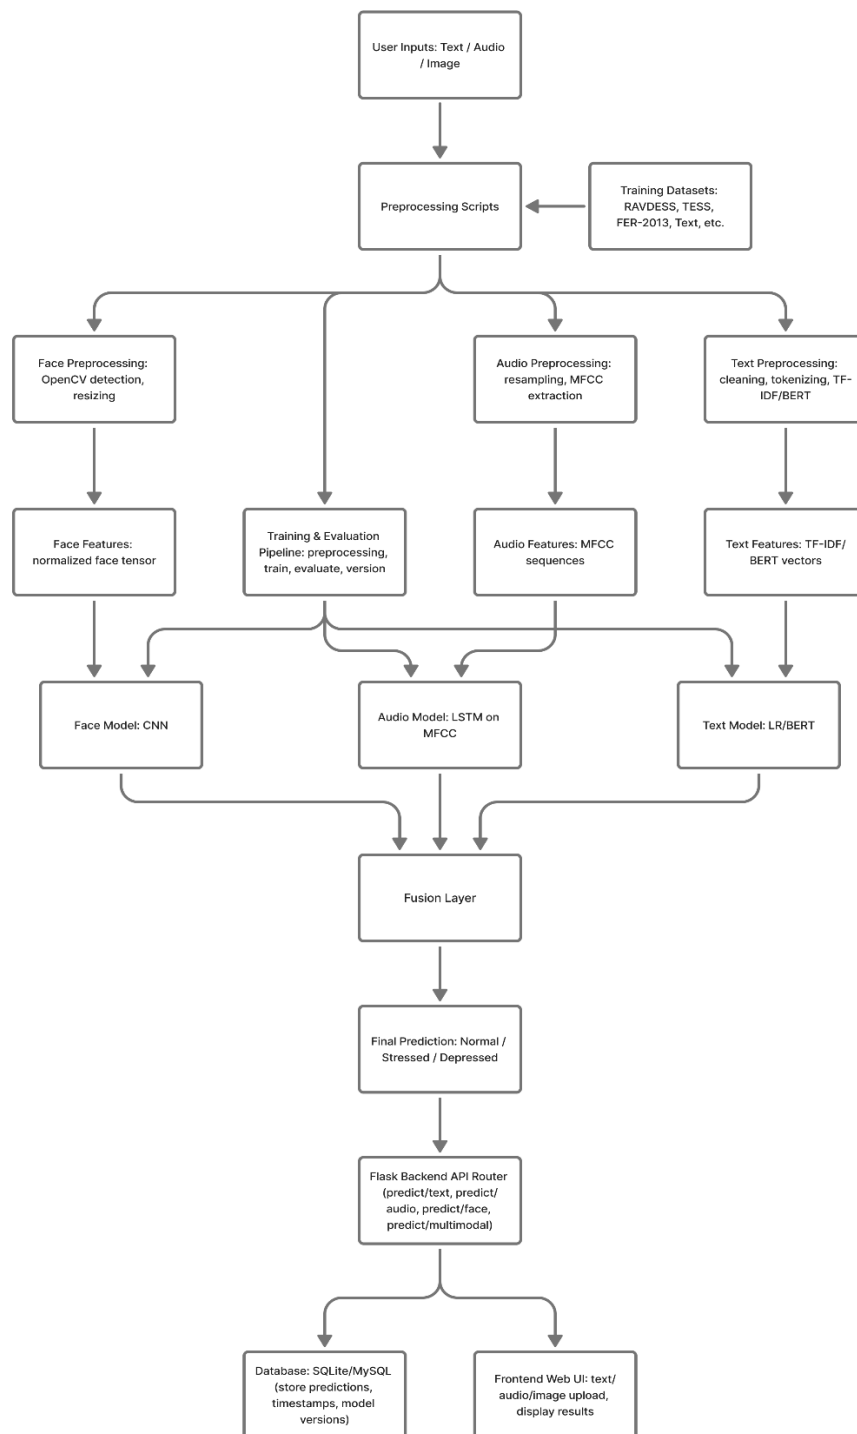 User Inputs: Text / Audio
/ Image
Preprocessing Scripts
Training Datasets:
RAVDESS, TESS,
FER-2013, Text, etc.
Face Preprocessing:
OpenCV detection,
resizing
Audio Preprocessing:
resampling, MFCC
extraction
Text Preprocessing:
cleaning, tokenizing, TF-
IDF/BERT
Face Features:
normalized face tensor
Training & Evaluation
Pipeline: preprocessing,
train, evaluate, version
Audio Features: MFCC
sequences
Text Features: TF-IDF/
BERT vectors
Face Model: CNN
Audio Model: LSTM on
MFCC
Text Model: LR/BERT
Fusion Layer
Final Prediction: Normal /
Stressed / Depressed
Flask Backend API Router
(predict/text, predict/
audio, predict/face,
predict/multimodal)
Database: SQLite/MySQL
(store predictions,
timestamps, model
versions)
Frontend Web UI: text/
audio/image upload,
display results